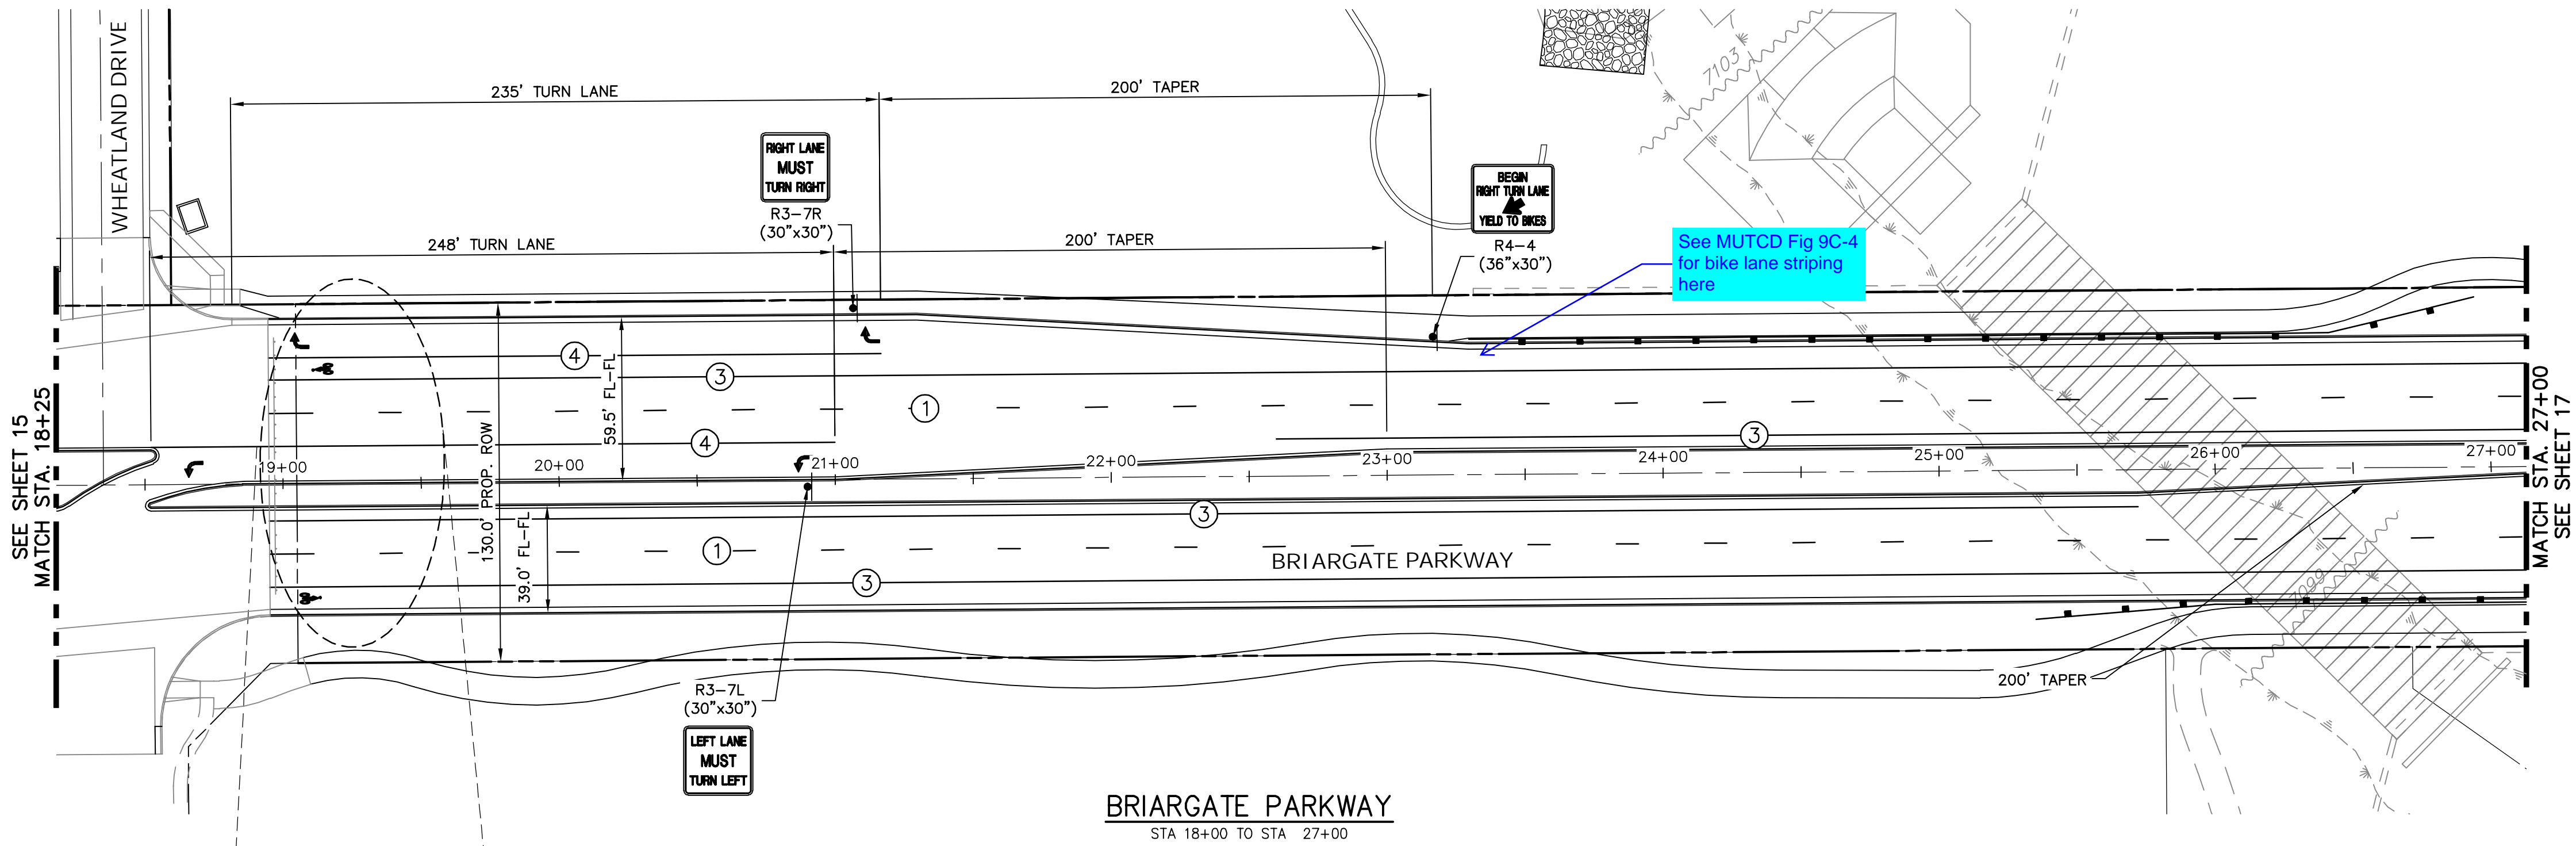 WHEATLAND DRIVE
235' TURN LANE
200' TAPER
7103
RIGHT LANE
MUST
TURN RIGHT
R3-7R
(30"x30")
BEGIN
RIGHT TURN LANE
YIELD TO BIKES
R4-4
(36"x30")
248' TURN LANE
200' TAPER
See MUTCD Fig 9C-4
for bike lane striping
here
SEE SHEET 15
MATCH STA. 18+25
MATCH STA. 27+00
SEE SHEET 17
4
3
1
59.5' FL-FL
4
3
130.0' PROP. ROW
19+00
20+00
21+00
22+00
23+00
24+00
25+00
26+00
27+00
3
39.0' FL-FL
1
BRIARGATE PARKWAY
3
7099
200' TAPER
R3-7L
(30"x30")
LEFT LANE
MUST
TURN LEFT
BRIARGATE PARKWAY
STA 18+00 TO STA 27+00